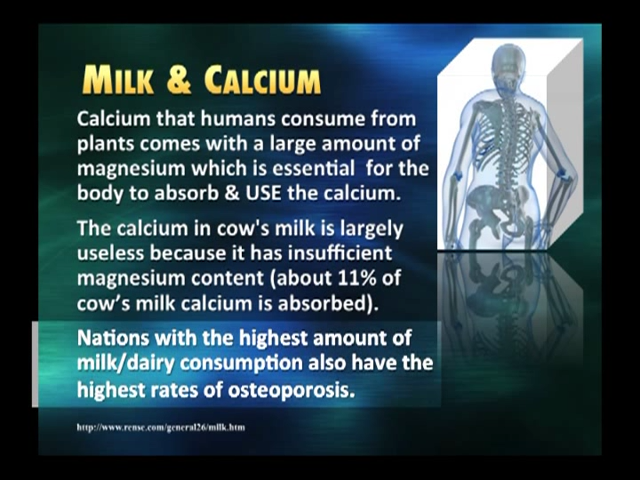 MILK & CALCIUM
Calcium that humans consume from
plants comes with a large amount of
magnesium which is essential for the
body to absorb & USE the calcium.
The calcium in cow's milk is largely
useless because it has insufficient
magnesium content (about 11% of
cow's milk calcium is absorbed).
Nations with the highest amount of
milk/dairy consumption also have the
highest rates of osteoporosis.
http://www.rense.com/general26/milk.htm